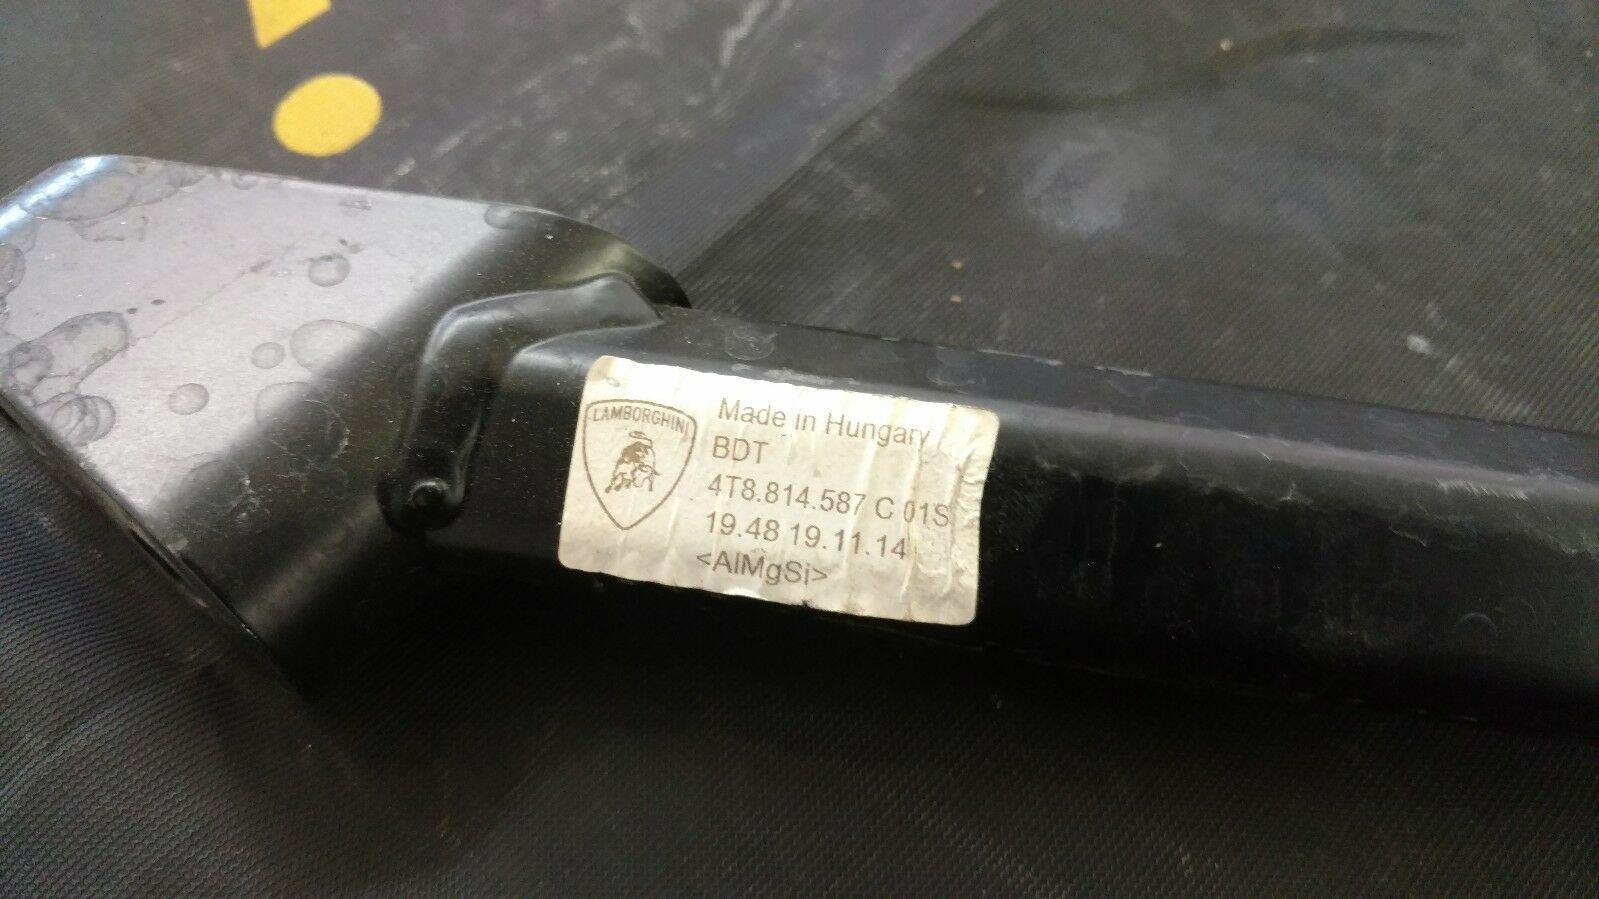 LAMBORGHINI
Made in Hungary
BDT
4T8.814.587 C 01S
19.48 19.11.14
<AlMgSi>